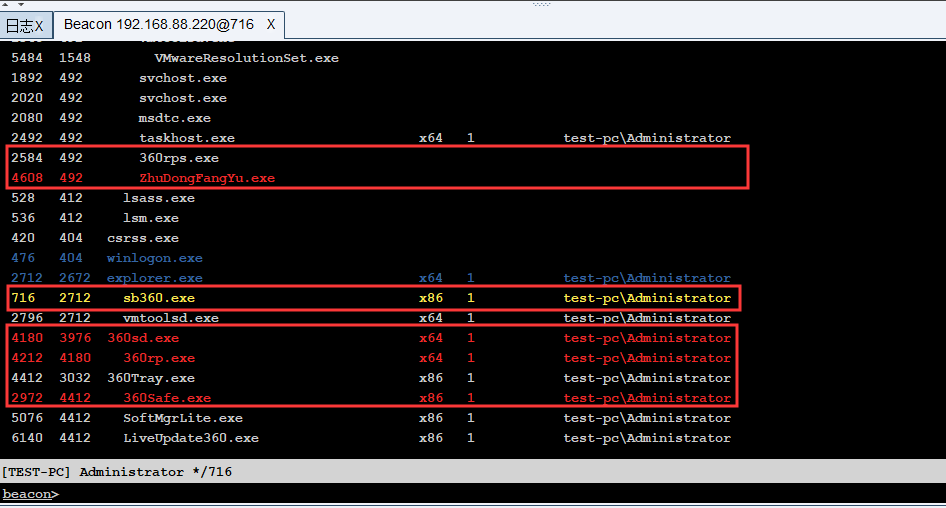 日志X Beacon 192.168.88.220@716 X
5484 1548 VMwareResolutionSet.exe
1892 492 svchost.exe
2020 492 svchost.exe
2080 492 msdtc.exe
2492 492 taskhost.exe x64 1 test-pc\Administrator
2584 492 360rps.exe
4608 492 ZhuDongFangYu.exe
528 412 lsass.exe
536 412 lsm.exe
420 404 csrss.exe
476 404 winlogon.exe
2712 2672 explorer.exe x64 1 test-pc\Administrator
716 2712 sb360.exe x86 1 test-pc\Administrator
2796 2712 vmtoolsd.exe x64 1 test-pc\Administrator
4180 3976 360sd.exe x64 1 test-pc\Administrator
4212 4180 360rp.exe x64 1 test-pc\Administrator
4412 3032 360Tray.exe x86 1 test-pc\Administrator
2972 4412 360Safe.exe x86 1 test-pc\Administrator
5076 4412 SoftMgrLite.exe x86 1 test-pc\Administrator
6140 4412 LiveUpdate360.exe x86 1 test-pc\Administrator
[TEST-PC] Administrator */716
beacon>